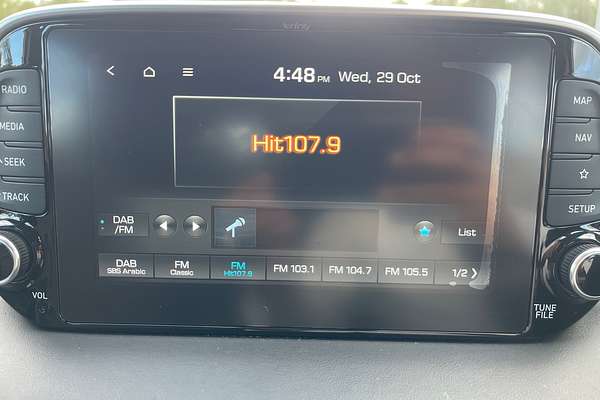 4:48 PM Wed, 29 Oct
Hit107.9
DAB
/FM
List
DAB
SBS Arabic
FM
Classic
FM
Hit107.9
FM 103.1
FM 104.7
FM 105.5
1/2
RADIO
MEDIA
SEEK
TRACK
VOL
MAP
NAV
SETUP
TUNE
FILE